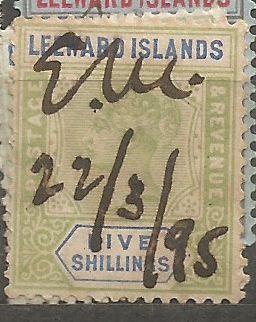 LEEWARD ISLANDS
LEEWARD ISLANDS
E.M.
POSTAGE
& REVENUE
22/3/95
FIVE
SHILLINGS